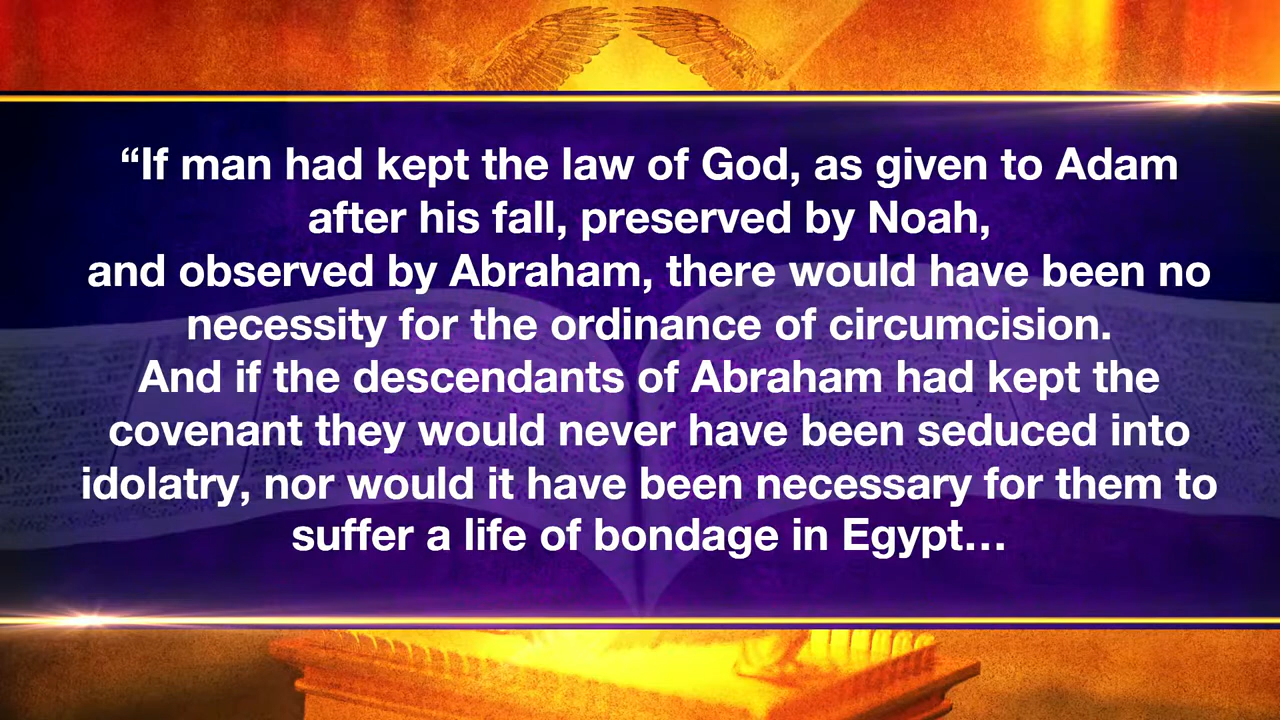 “If man had kept the law of God, as given to Adam
after his fall, preserved by Noah,
and observed by Abraham, there would have been no
necessity for the ordinance of circumcision.
And if the descendants of Abraham had kept the
covenant they would never have been seduced into
idolatry, nor would it have been necessary for them to
suffer a life of bondage in Egypt…